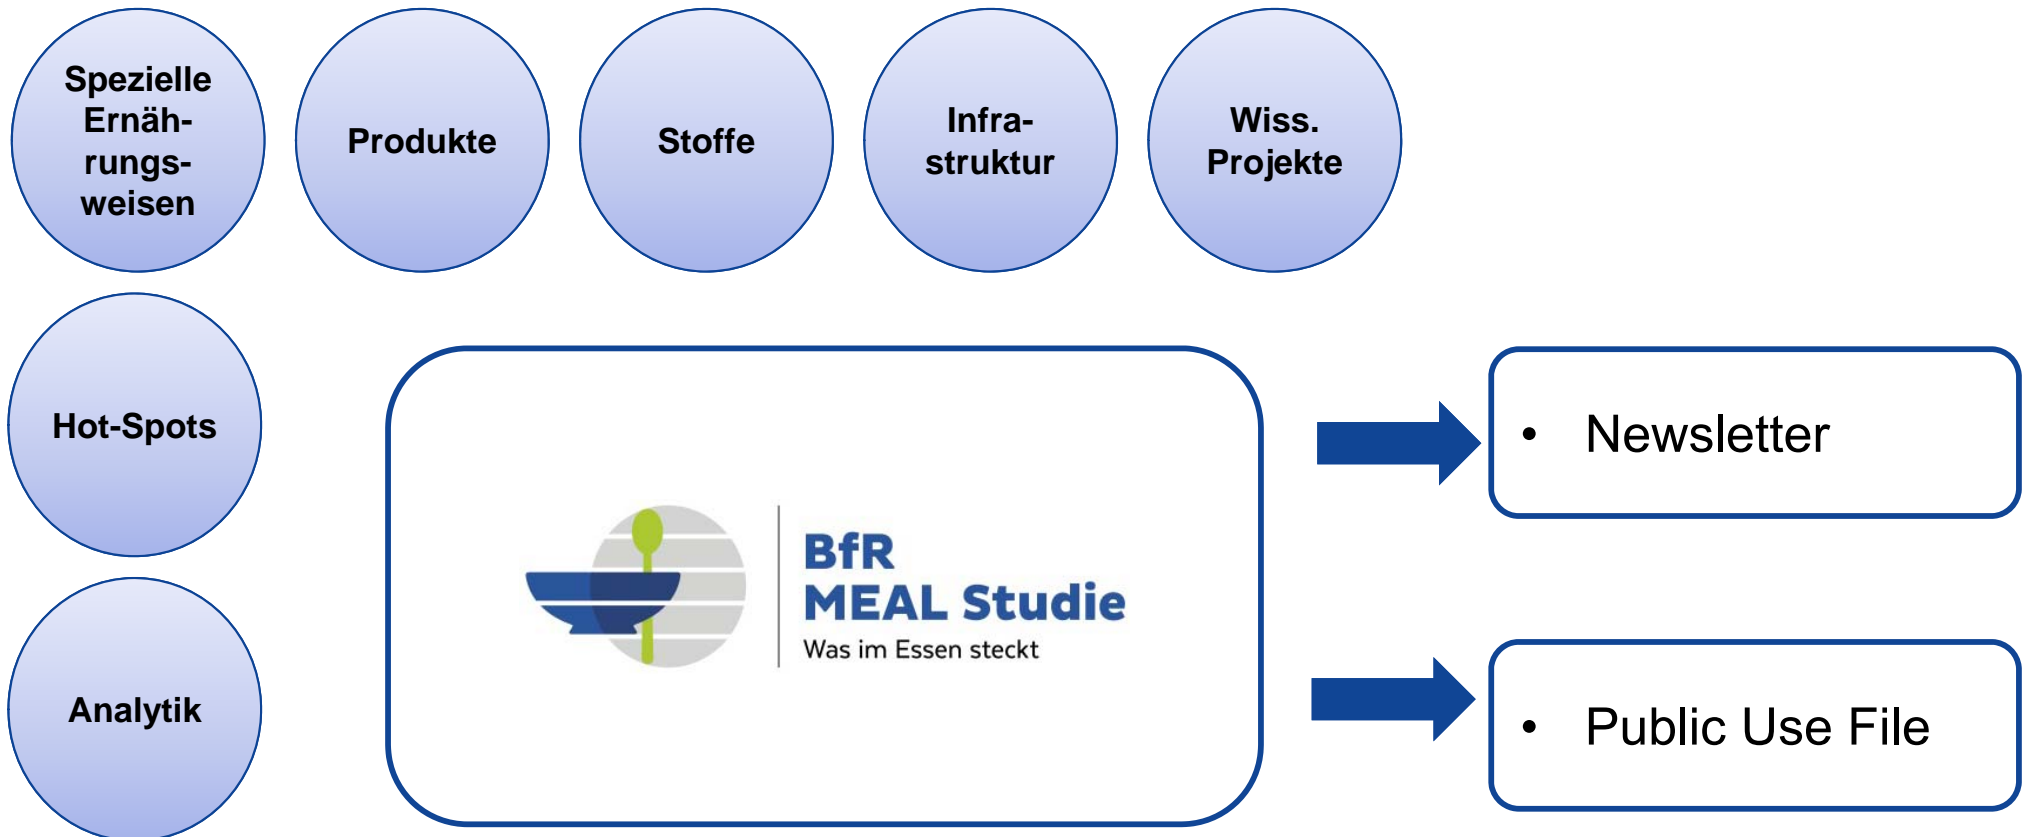 Spezielle
Ernäh-
rungs-
weisen
Produkte
Stoffe
Infra-
struktur
Wiss.
Projekte
Hot-Spots
Analytik
BfR
MEAL Studie
Was im Essen steckt
• Newsletter
• Public Use File